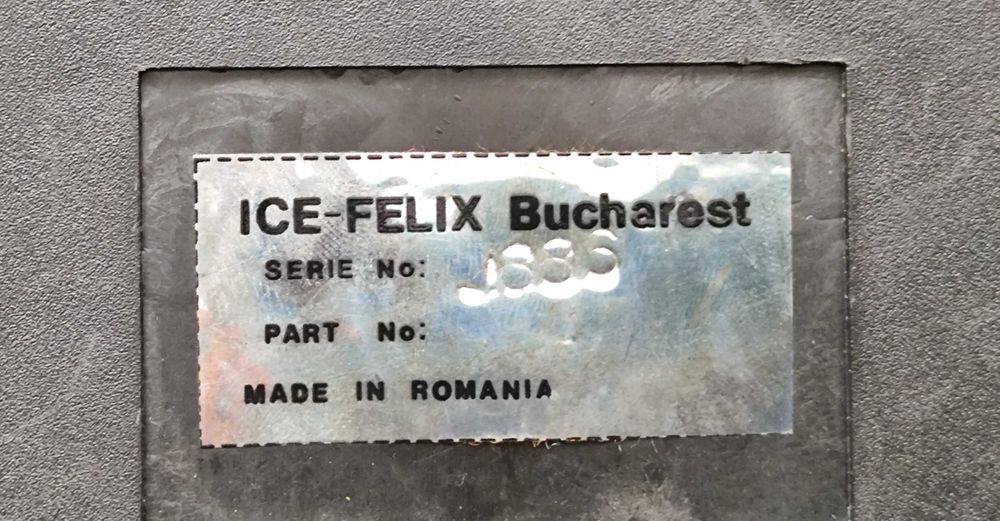 ICE-FELIX Bucharest
SERIE No:
PART No:
MADE IN ROMANIA